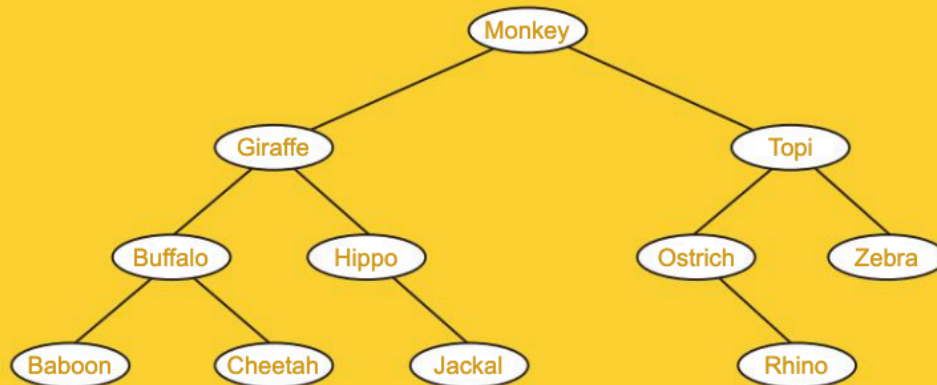 Monkey
Giraffe Topi
Buffalo Hippo Ostrich Zebra
Baboon Cheetah Jackal Rhino